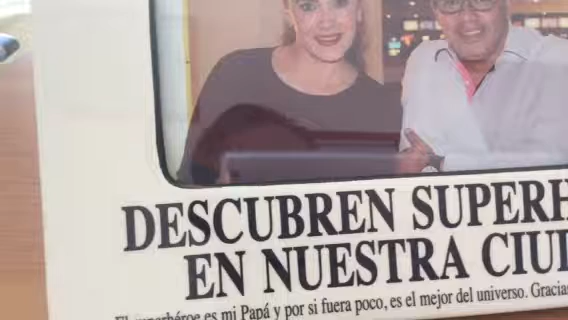 DESCUBREN SUPERH
EN NUESTRA CIU
El superhéroe es mi Papá y por si fuera poco, es el mejor del universo. Gracias